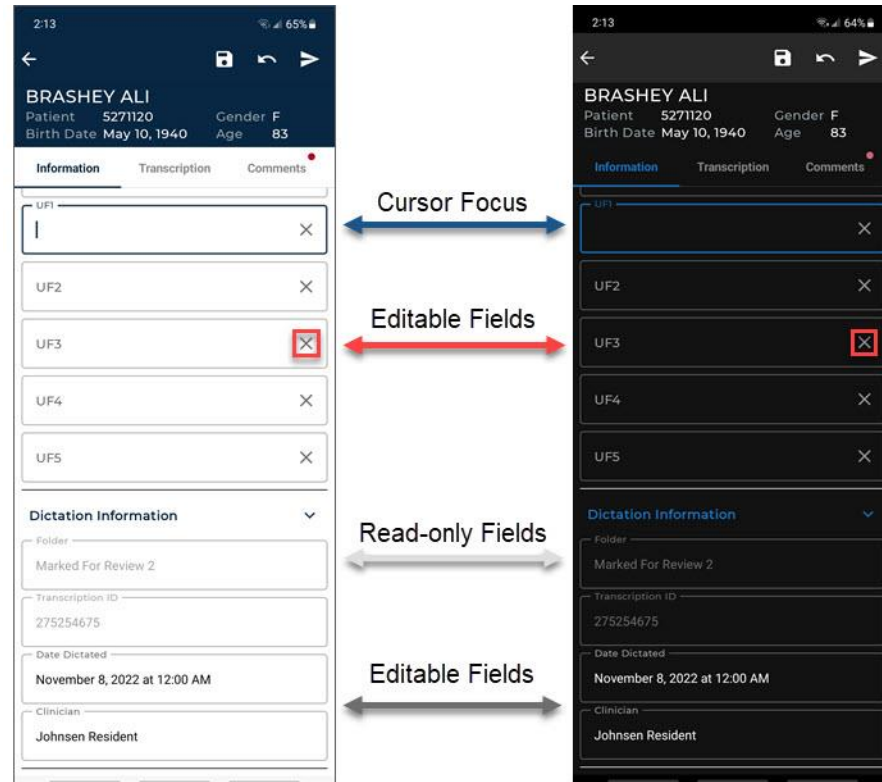 2:13 65%
BRASHEY ALI
Patient 5271120 Gender F
Birth Date May 10, 1940 Age 83
Information Transcription Comments
UF1
UF2
UF3
UF4
UF5
Dictation Information
Folder
Marked For Review 2
Transcription ID
275254675
Date Dictated
November 8, 2022 at 12:00 AM
Clinician
Johnsen Resident
Cursor Focus
Editable Fields
Read-only Fields
Editable Fields
2:13 64%
BRASHEY ALI
Patient 5271120 Gender F
Birth Date May 10, 1940 Age 83
Information Transcription Comments
UF1
UF2
UF3
UF4
UF5
Dictation Information
Folder
Marked For Review 2
Transcription ID
275254675
Date Dictated
November 8, 2022 at 12:00 AM
Clinician
Johnsen Resident